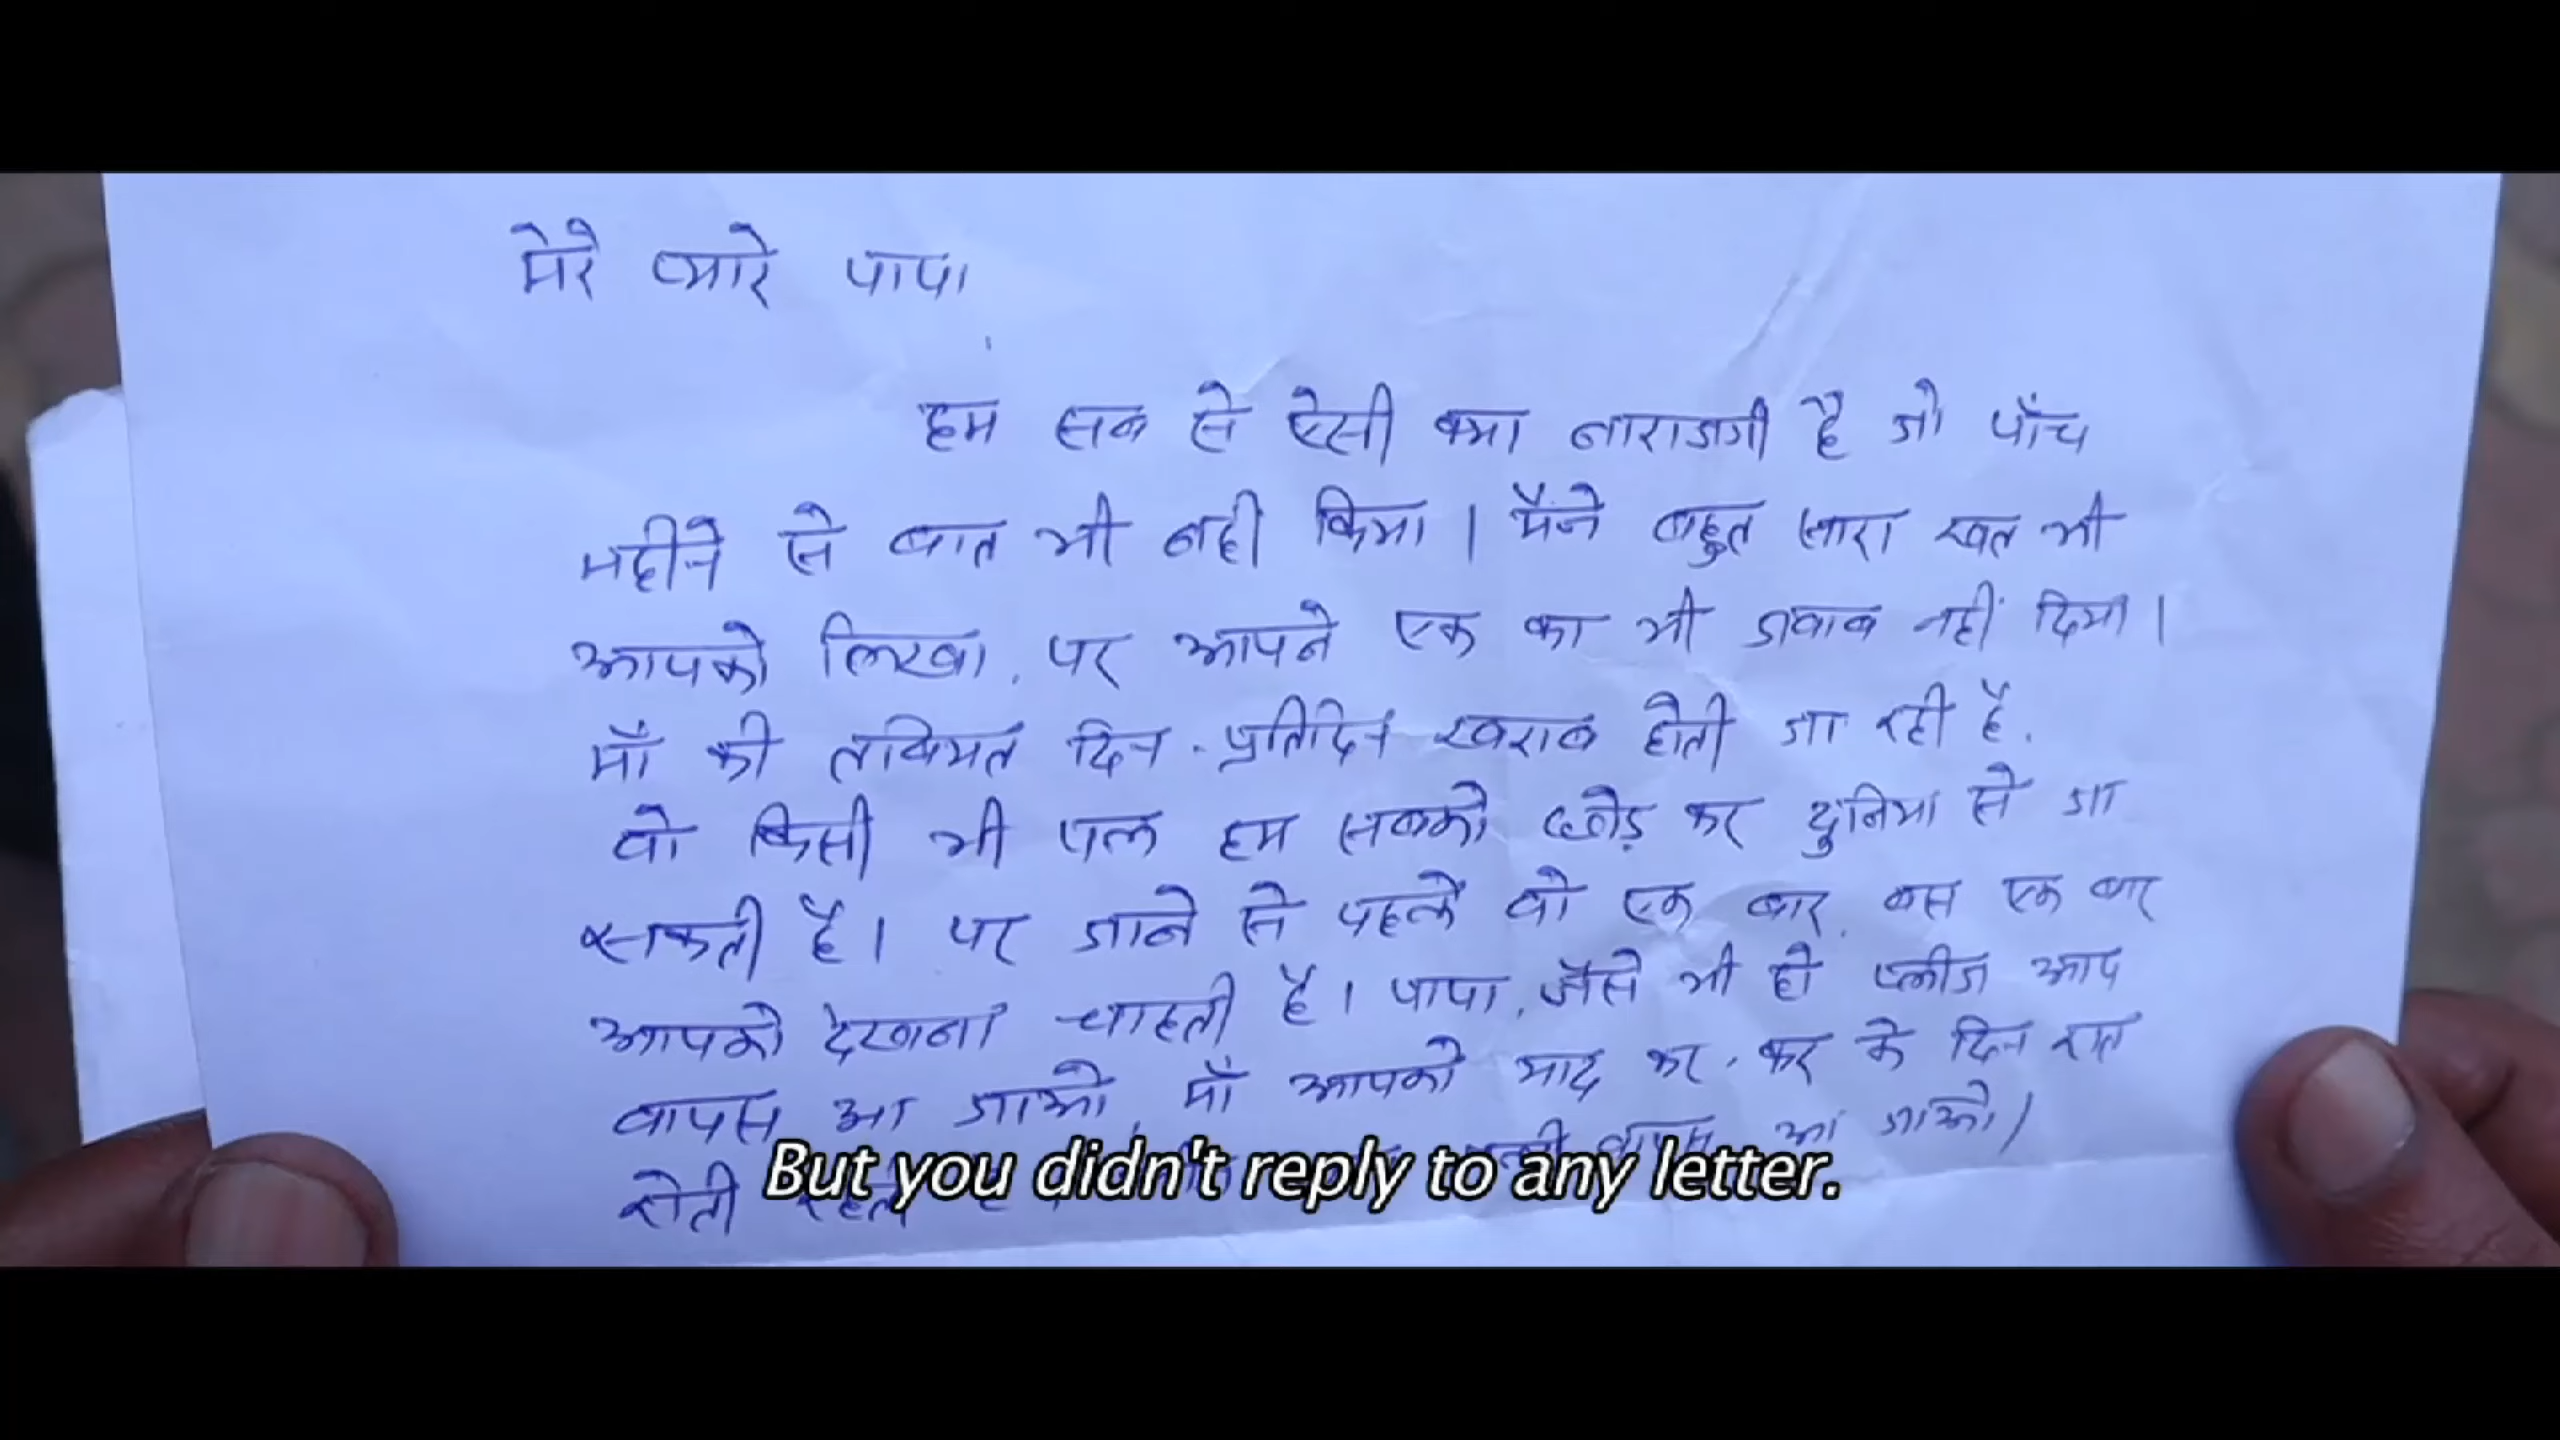 मेरे प्यारे पापा
हम सब से ऐसी क्या नाराजगी है जो पाँच
महीने से बात भी नही किया। मैंने बहुत सारा खत भी
आपको लिखा, पर आपने एक का भी जवाब नहीं दिया।
माँ की तबियत दिन-प्रतिदिन खराब होती जा रही है.
वो किसी भी पल हम सबको छोड़ कर दुनिया से जा
सकती है। पर जाने से पहले वो एक बार, बस एक बार
आपको देखना चाहती है। पापा, जैसे भी हो प्लीज आप
वापस आ जाओ, माँ आपको याद कर-कर के दिन रात
रोती वापस आ जाओ।
But you didn't reply to any letter.